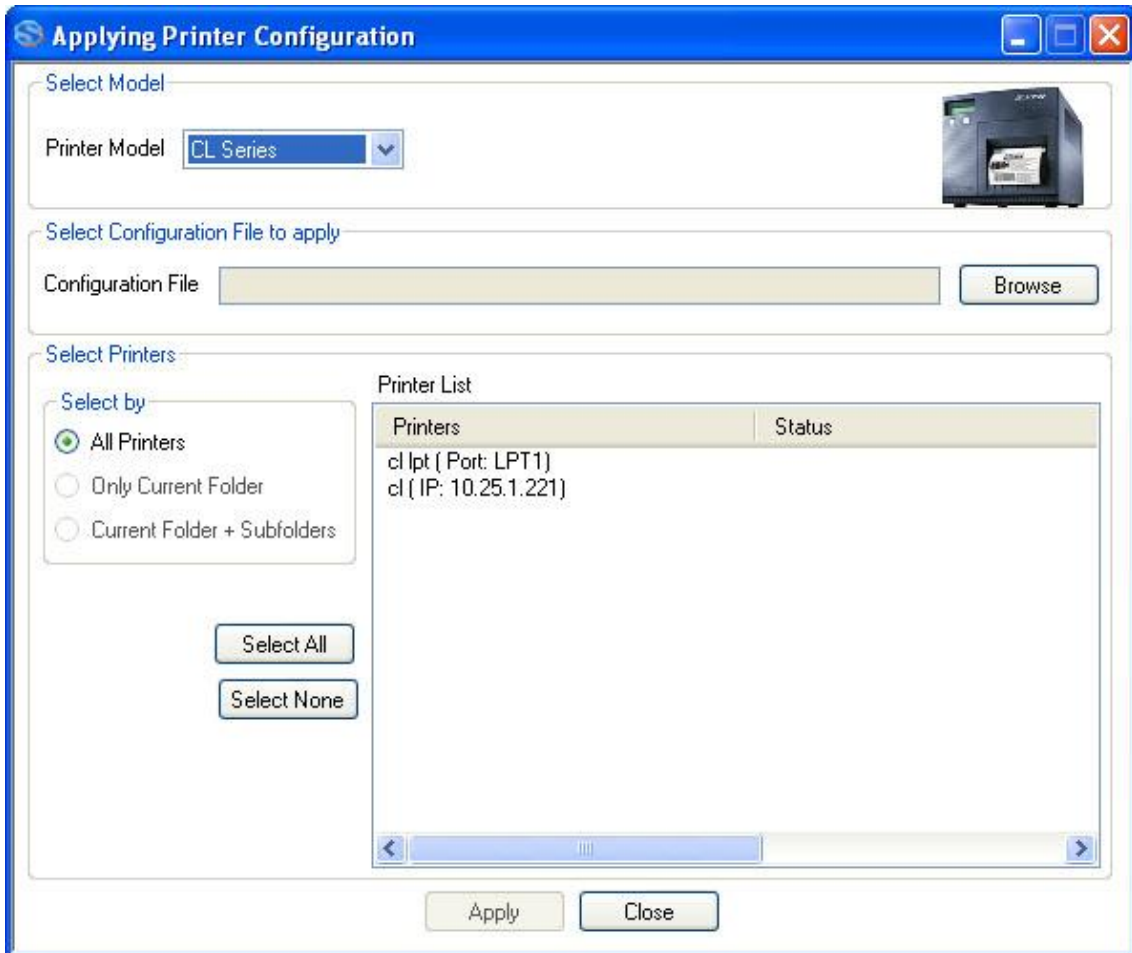 Applying Printer Configuration
Select Model
Printer Model CL Series
Select Configuration File to apply
Configuration File Browse
Select Printers
Select by
All Printers
Only Current Folder
Current Folder + Subfolders
Select All
Select None
Printer List
Printers Status
cl lpt ( Port: LPT1)
cl ( IP: 10.25.1.221)
Apply Close